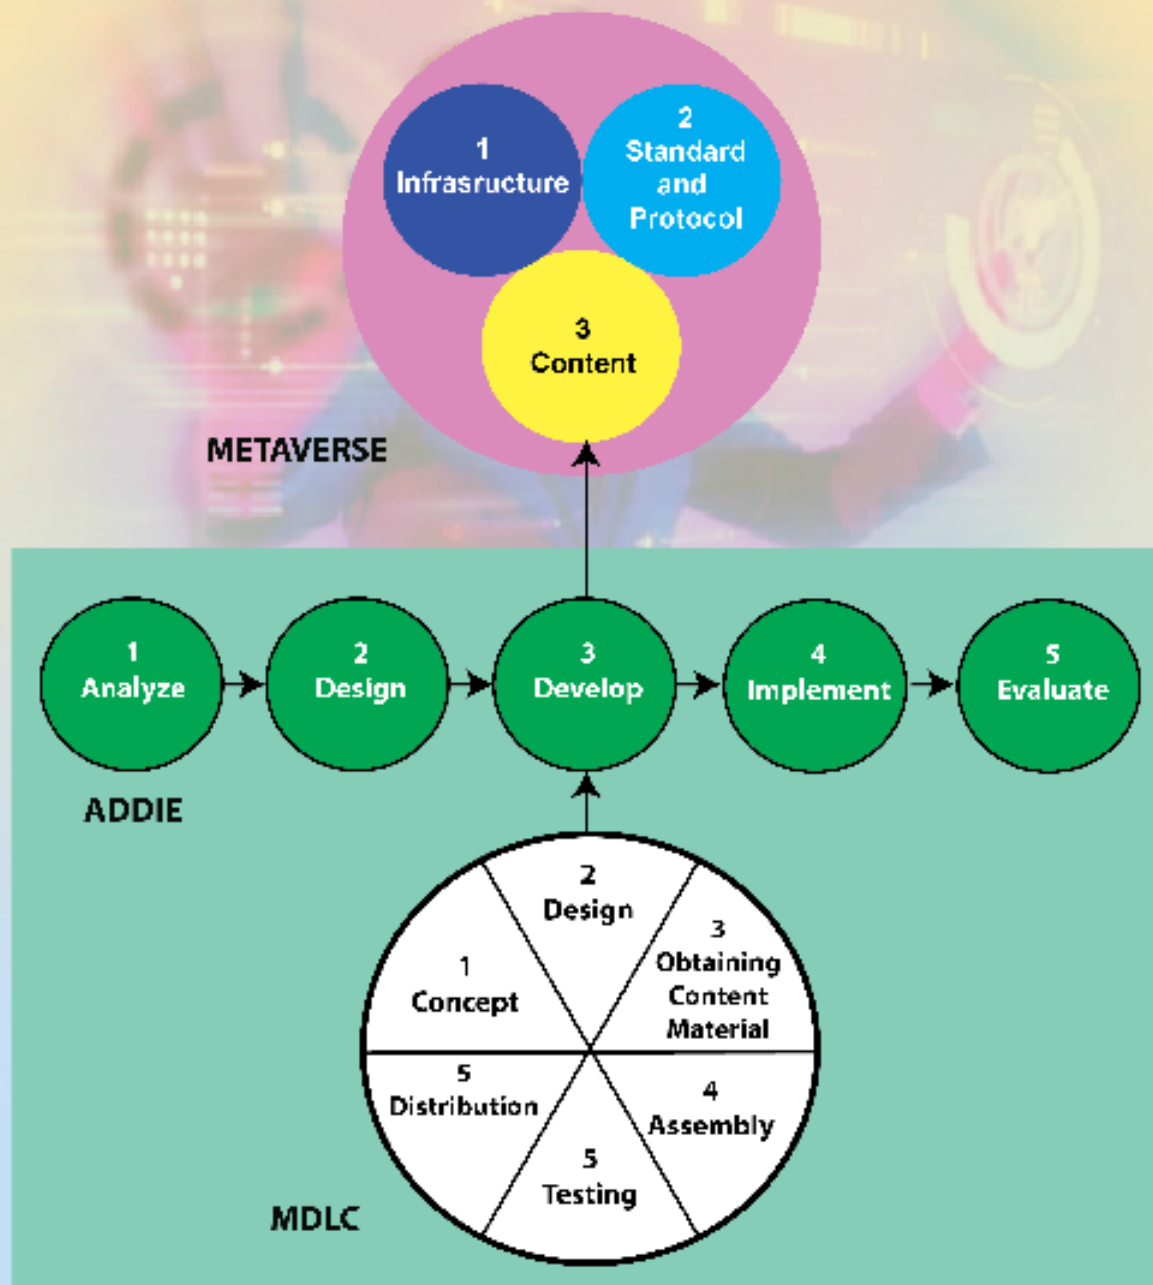 1
Infrasructure
2
Standard
and
Protocol
3
Content
METAVERSE
1
Analyze
2
Design
3
Develop
4
Implement
5
Evaluate
ADDIE
1
Concept
2
Design
3
Obtaining
Content
Material
4
Assembly
5
Testing
5
Distribution
MDLC